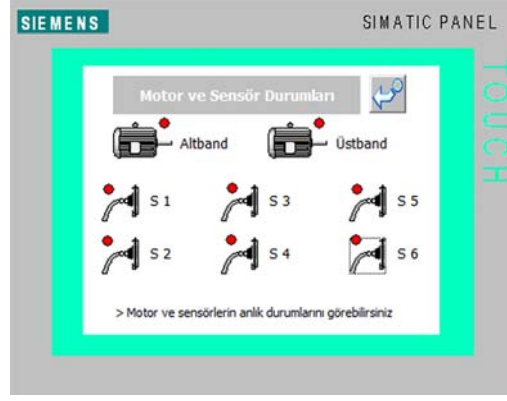 SIEMENS
SIMATIC PANEL
TOUCH
Motor ve Sensör Durumları
Altband
Üstband
S 1
S 3
S 5
S 2
S 4
S 6
> Motor ve sensörlerin anlık durumlarını görebilirsiniz